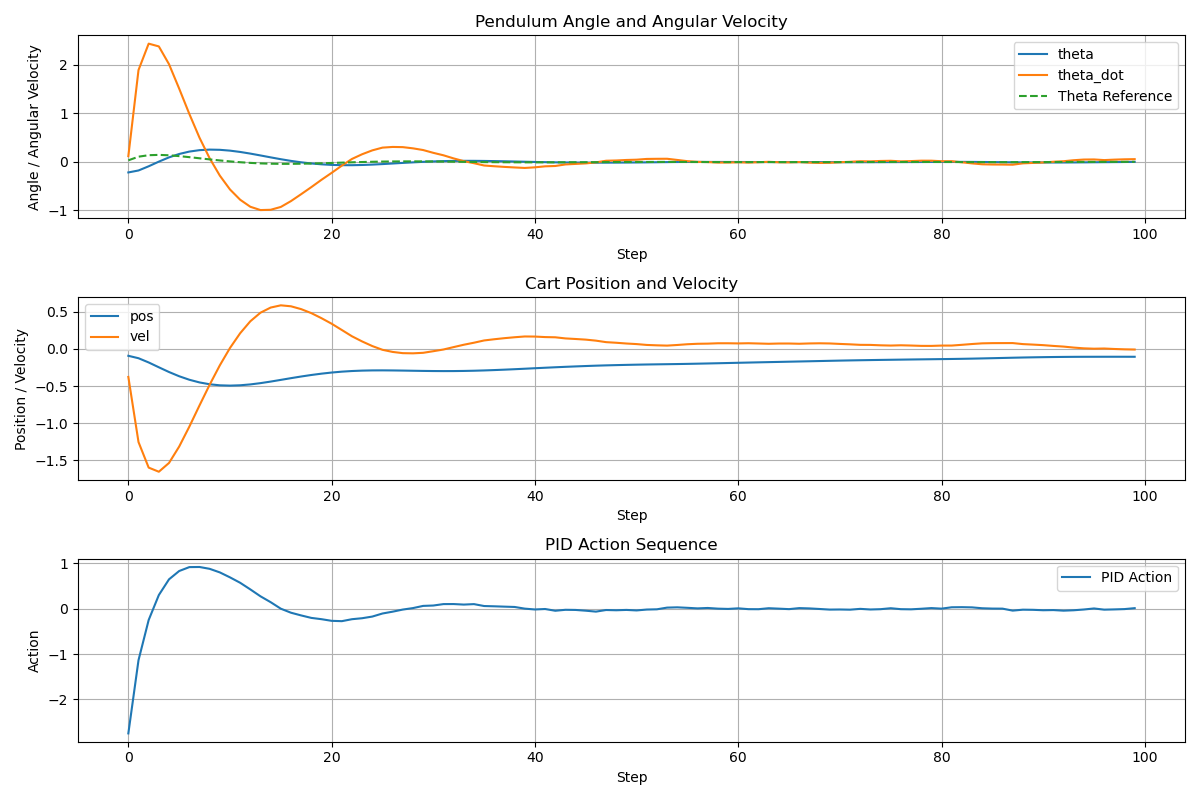 Pendulum Angle and Angular Velocity
Angle / Angular Velocity
2
1
0
−1
theta
theta_dot
Theta Reference
0 20 40 60 80 100
Step
Cart Position and Velocity
Position / Velocity
0.5
0.0
−0.5
−1.0
−1.5
pos
vel
0 20 40 60 80 100
Step
PID Action Sequence
Action
1
0
−1
−2
PID Action
0 20 40 60 80 100
Step